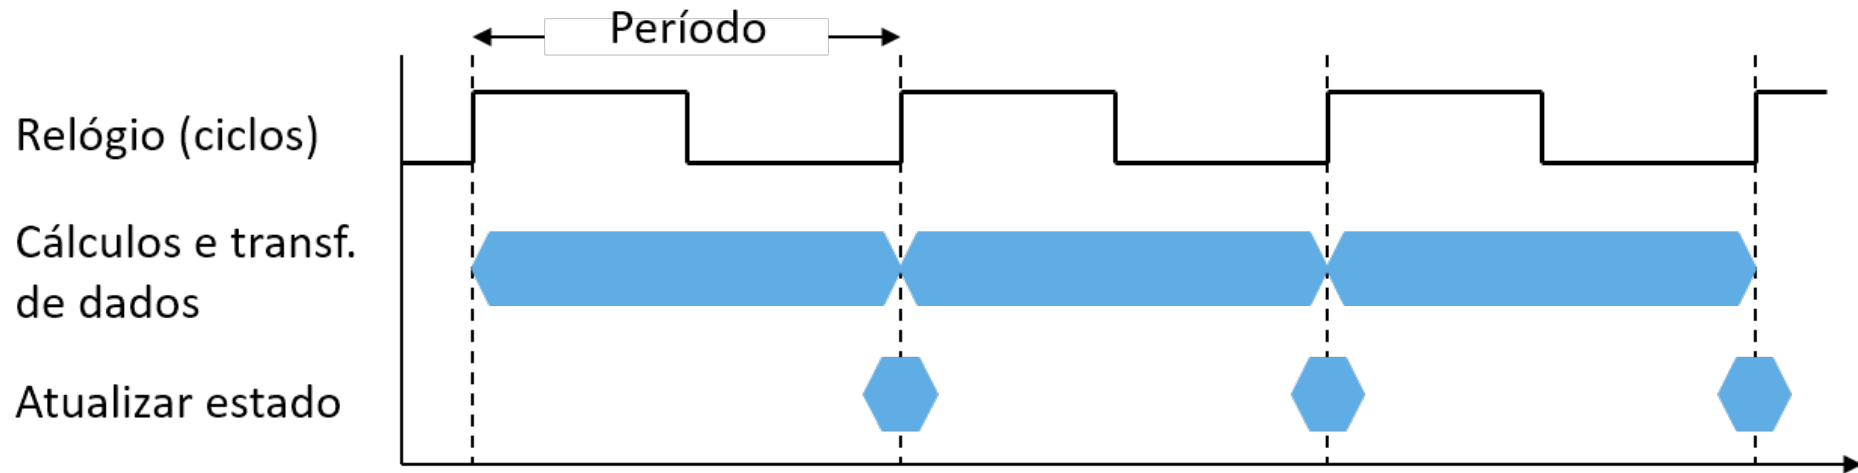 Período
Relógio (ciclos)
Cálculos e transf.
de dados
Atualizar estado